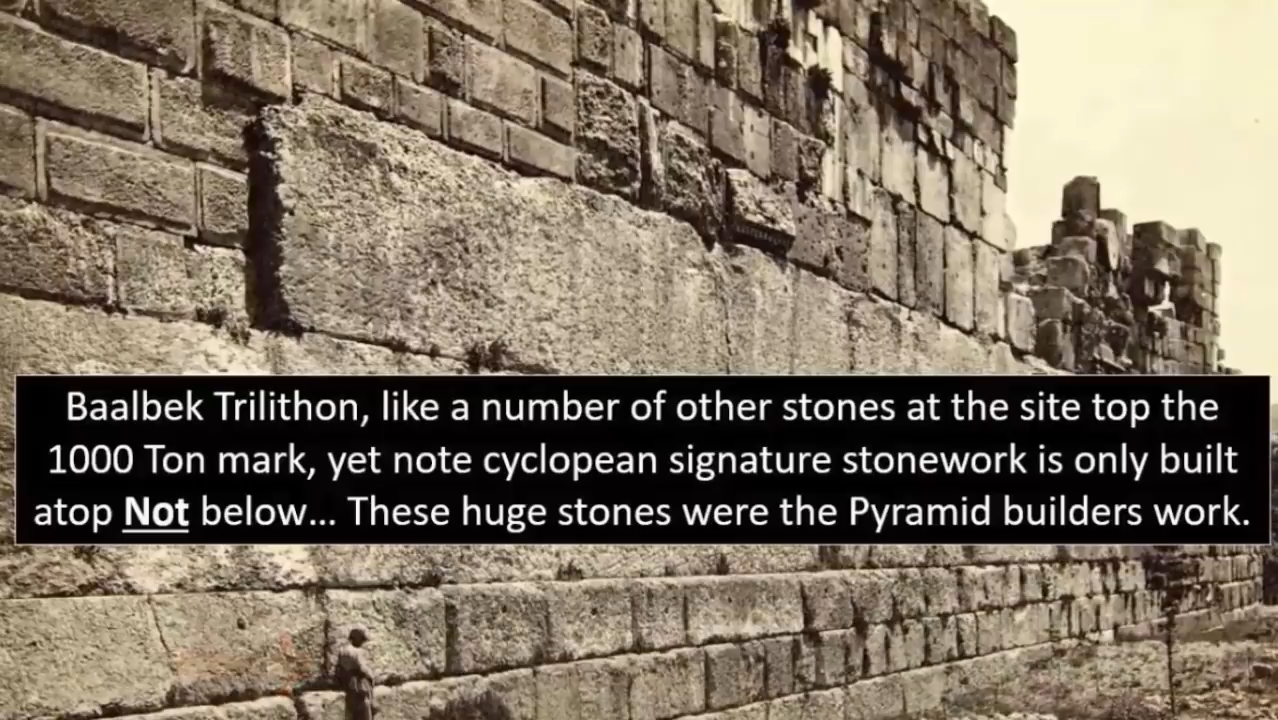 Baalbek Trilithon, like a number of other stones at the site top the
1000 Ton mark, yet note cyclopean signature stonework is only built
atop Not below... These huge stones were the Pyramid builders work.